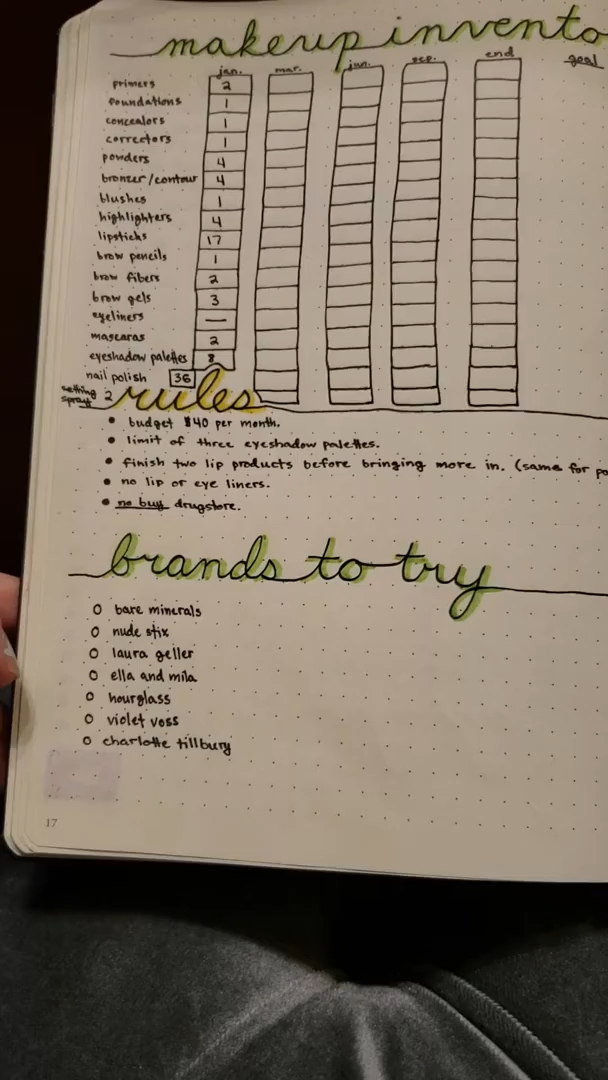 makeup invento
jan. mar. jun. sep. end goal
primers 2
foundations 1
concealors 1
correctors 1
powders 4
bronzer/contour 4
blushes 1
highlighters 4
lipsticks 17
brow pencils 1
brow fibers 2
brow gels 3
eyeliners —
mascaras 2
eyeshadow palettes 8
nail polish 36
setting spray 2
rules
• budget $40 per month.
• limit of three eyeshadow palettes.
• finish two lip products before bringing more in. (same for po
• no lip or eye liners.
• no buy drugstore.
brands to try
o bare minerals
o nude stix
o laura geller
o ella and mila
o hourglass
o violet voss
o charlotte tillbury
17